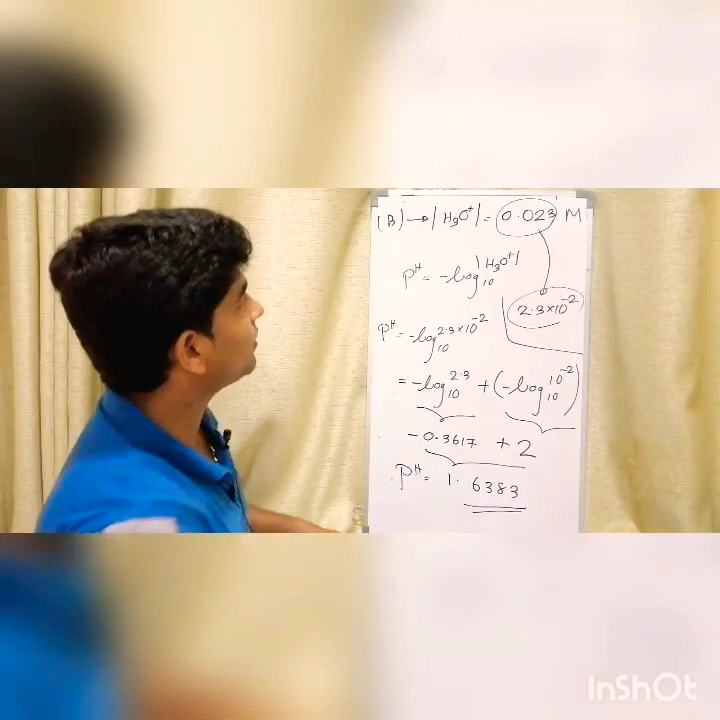 (B) → |H₃O⁺| = 0.023 M
pᴴ = -log₁₀|H₃O⁺|
2.3×10⁻²
pᴴ = -log₁₀ 2.3×10⁻²
= -log₁₀ 2.3 + (-log₁₀ 10⁻²)
-0.3617 + 2
pᴴ = 1.6383
InShOt